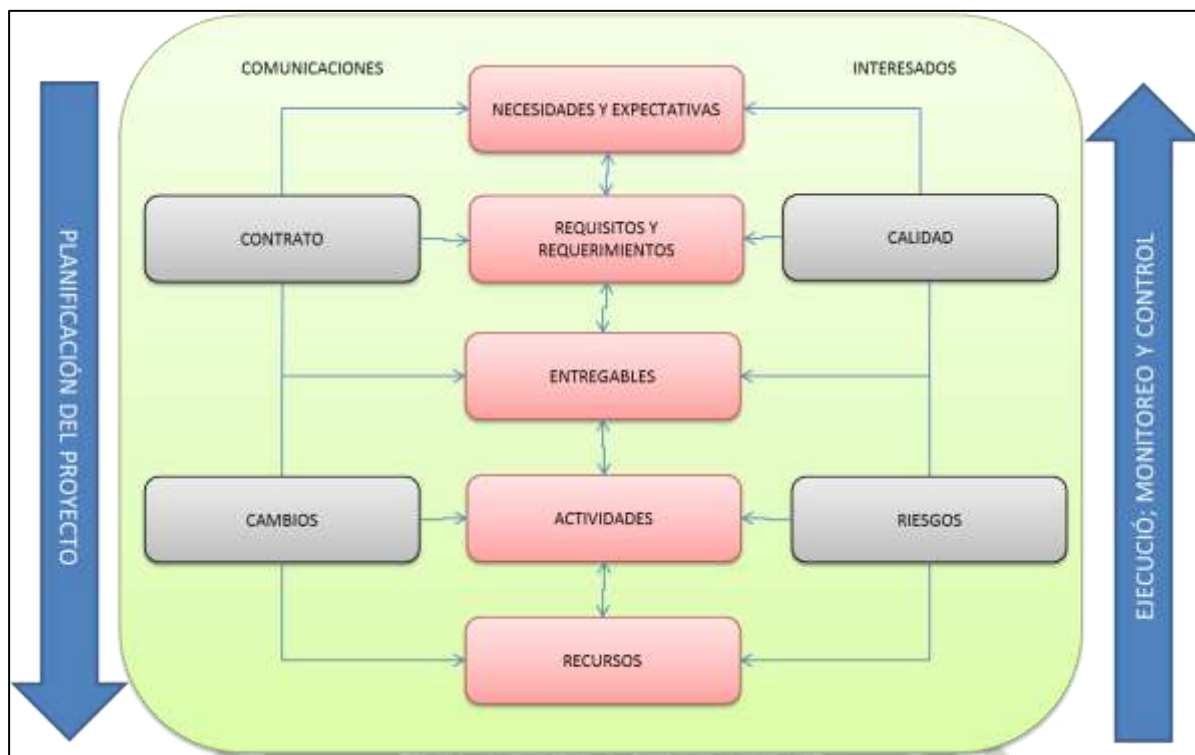 COMUNICACIONES
INTERESADOS
NECESIDADES Y EXPECTATIVAS
CONTRATO
REQUISITOS Y
REQUERIMIENTOS
CALIDAD
ENTREGABLES
CAMBIOS
ACTIVIDADES
RIESGOS
RECURSOS
PLANIFICACIÓN DEL PROYECTO
EJECUCIÓ; MONITOREO Y CONTROL